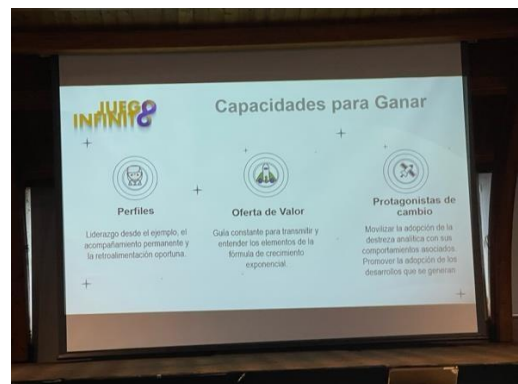 JUEGO
INFINITO
Capacidades para Ganar
Perfiles
Liderazgo desde el ejemplo, el
acompañamiento permanente y
la retroalimentación oportuna.
Oferta de Valor
Guía constante para transmitir y
entender los elementos de la
fórmula de crecimiento
exponencial.
Protagonistas de
cambio
Movilizar la adopción de la
destreza analítica con sus
comportamientos asociados.
Promover la adopción de los
desarrollos que se generan.